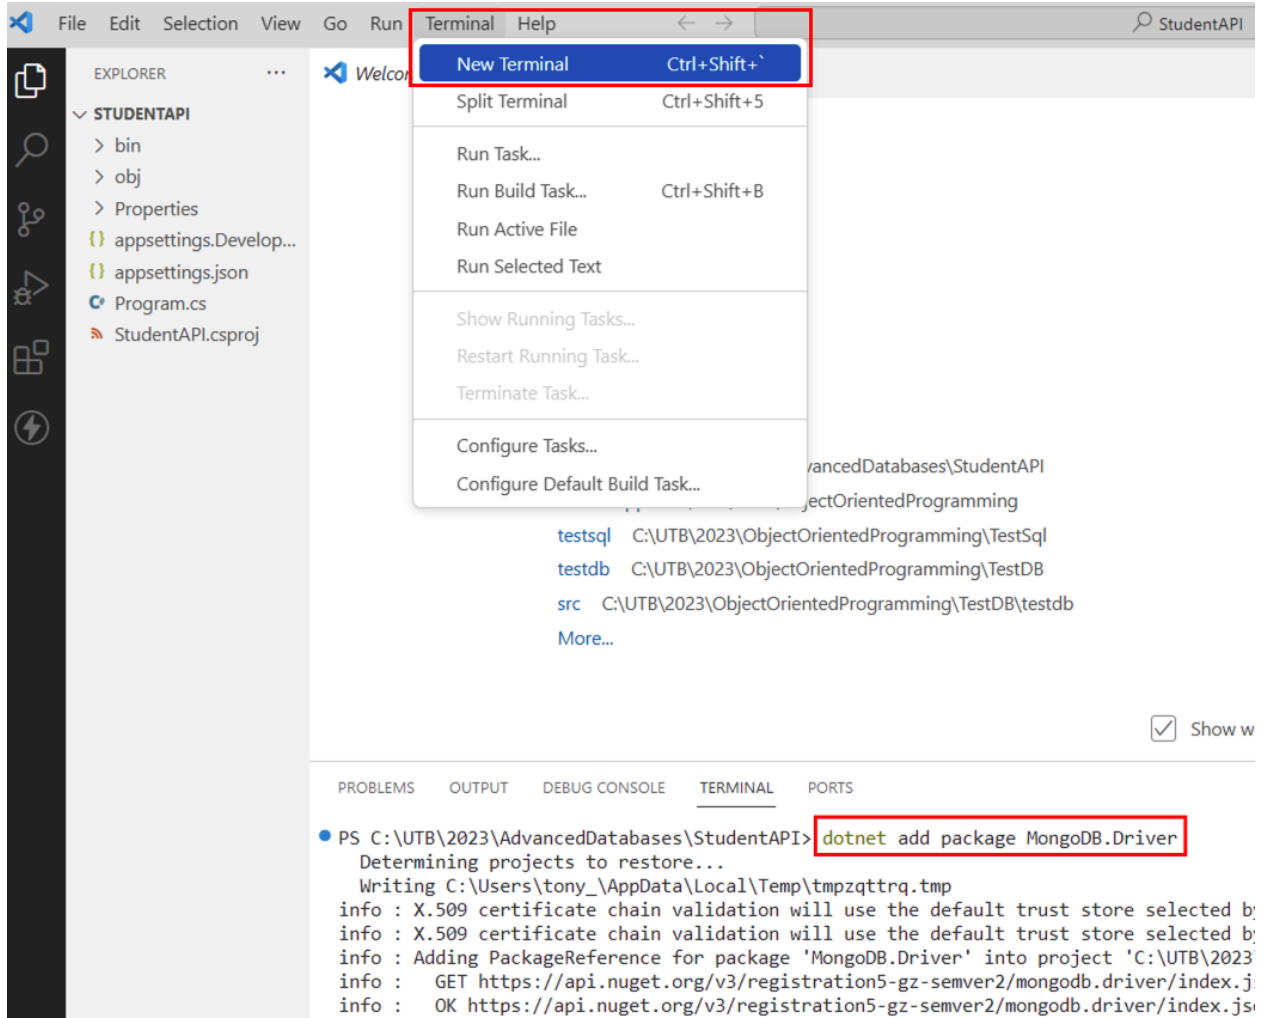 File Edit Selection View Go Run Terminal Help StudentAPI
EXPLORER ...
STUDENTAPI
bin
obj
Properties
appsettings.Develop...
appsettings.json
Program.cs
StudentAPI.csproj
New Terminal Ctrl+Shift+`
Split Terminal Ctrl+Shift+5
Run Task...
Run Build Task... Ctrl+Shift+B
Run Active File
Run Selected Text
Show Running Tasks...
Restart Running Task...
Terminate Task...
Configure Tasks...
Configure Default Build Task...
vancedDatabases\StudentAPI
jectOrientedProgramming
testsql C:\UTB\2023\ObjectOrientedProgramming\TestSql
testdb C:\UTB\2023\ObjectOrientedProgramming\TestDB
src C:\UTB\2023\ObjectOrientedProgramming\TestDB\testdb
More...
Show w
PROBLEMS OUTPUT DEBUG CONSOLE TERMINAL PORTS
PS C:\UTB\2023\AdvancedDatabases\StudentAPI> dotnet add package MongoDB.Driver
Determining projects to restore...
Writing C:\Users\tony_\AppData\Local\Temp\tmpzqttrq.tmp
info : X.509 certificate chain validation will use the default trust store selected by
info : X.509 certificate chain validation will use the default trust store selected by
info : Adding PackageReference for package 'MongoDB.Driver' into project 'C:\UTB\2023
info : GET https://api.nuget.org/v3/registration5-gz-semver2/mongodb.driver/index.js
info : OK https://api.nuget.org/v3/registration5-gz-semver2/mongodb.driver/index.jso